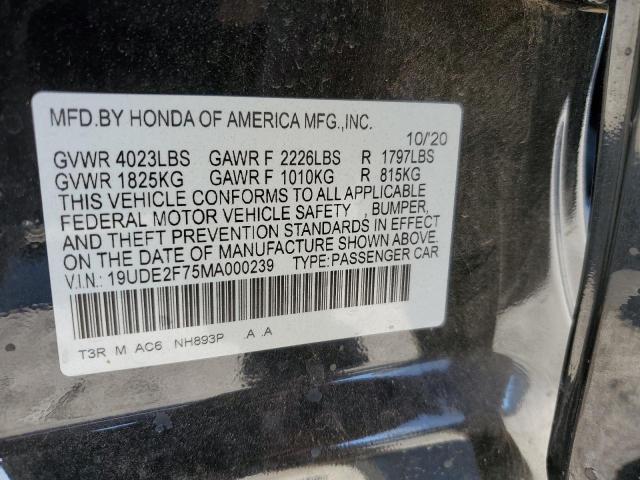 MFD.BY HONDA OF AMERICA MFG.,INC.
10/'20
GVWR 4023LBS GAWR F 2226LBS R 1797LBS
GVWR 1825KG GAWR F 1010KG R 815KG
THIS VEHICLE CONFORMS TO ALL APPLICABLE
FEDERAL MOTOR VEHICLE SAFETY , BUMPER,
AND THEFT PREVENTION STANDARDS IN EFFECT
ON THE DATE OF MANUFACTURE SHOWN ABOVE.
V.I.N.: 19UDE2F75MA000239 TYPE:PASSENGER CAR
T3R M AC6 NH893P .A .A